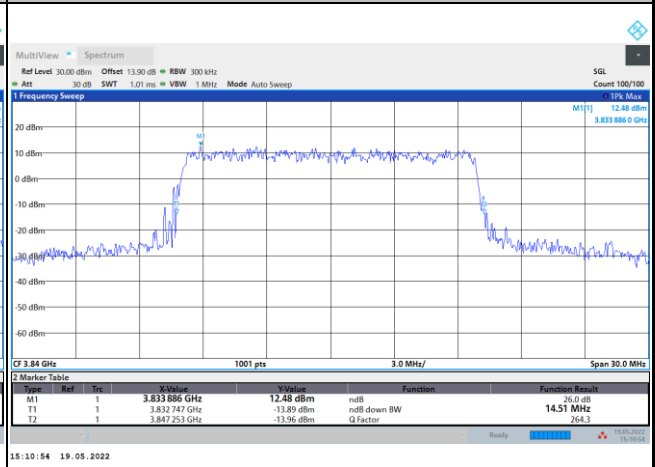 MultiView Spectrum
Ref Level 30.00 dBm Offset 13.90 dB RBW 300 kHz SGL
Att 30 dB SWT 1.01 ms VBW 1 MHz Mode Auto Sweep Count 100/100
1 Frequency Sweep 1Pk Max
M1[1] 12.48 dBm
3.833 886 0 GHz
20 dBm
M1
10 dBm
0 dBm
-10 dBm
-20 dBm
-30 dBm
-40 dBm
-50 dBm
-60 dBm
CF 3.84 GHz 1001 pts 3.0 MHz/ Span 30.0 MHz
2 Marker Table
Type Ref Trc X-Value Y-Value Function Function Result
M1 1 3.833 886 GHz 12.48 dBm ndB 26.0 dB
T1 1 3.832 747 GHz -13.89 dBm ndB down BW 14.51 MHz
T2 1 3.847 253 GHz -13.96 dBm Q Factor 264.3
Ready 19.05.2022
15:10:54
15:10:54 19.05.2022